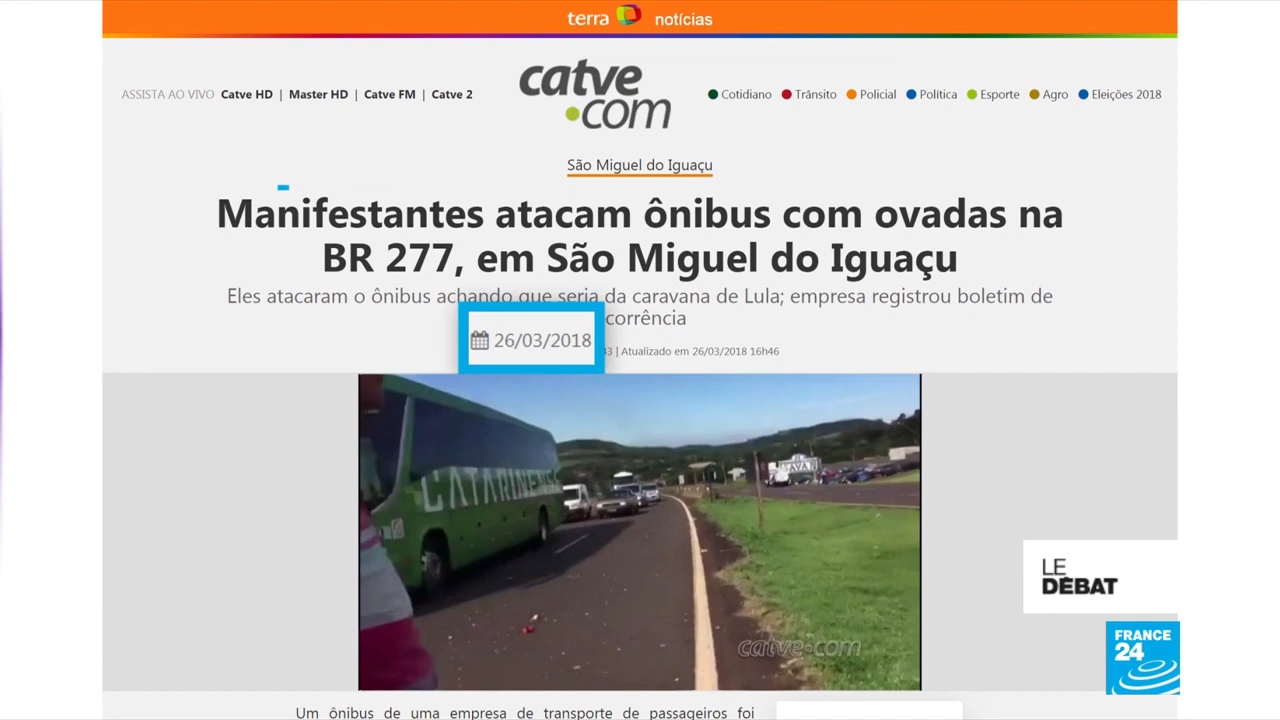 terra notícias
catve
.com
ASSISTA AO VIVO Catve HD | Master HD | Catve FM | Catve 2
Cotidiano Trânsito Policial Política Esporte Agro Eleições 2018
São Miguel do Iguaçu
Manifestantes atacam ônibus com ovadas na
BR 277, em São Miguel do Iguaçu
Eles atacaram o ônibus achando que seria da caravana de Lula; empresa registrou boletim de
corrência
26/03/2018
43 | Atualizado em 26/03/2018 16h46
CATARINENSE
catve.com
LE
DÉBAT
FRANCE
24
Um ônibus de uma empresa de transporte de passageiros foi